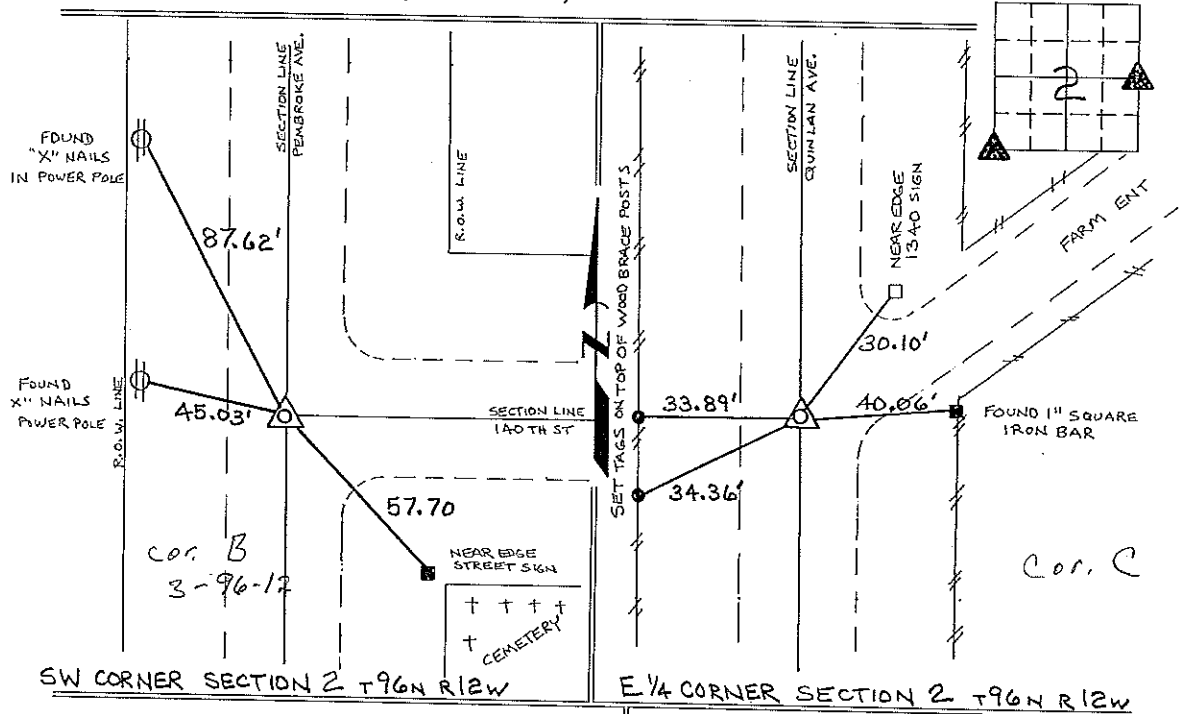 SECTION LINE
PEMBROKE AVE.
FOUND
"X" NAILS
IN POWER POLE
87.62'
R.O.W. LINE
R.O.W. LINE
FOUND
X" NAILS
POWER POLE
45.03'
SECTION LINE
140 TH ST
57.70
cor. B
3-96-12
NEAR EDGE
STREET SIGN
CEMETERY
SW CORNER SECTION 2 T96N R12W
SET TAGS ON TOP OF WOOD BRACE POSTS
SECTION LINE
QUINLAN AVE.
2
NEAR EDGE
1340 SIGN
FARM ENT
30.10'
33.89'
40.06'
FOUND 1" SQUARE
IRON BAR
34.36'
Cor. C
E 1/4 CORNER SECTION 2 T96N R12W